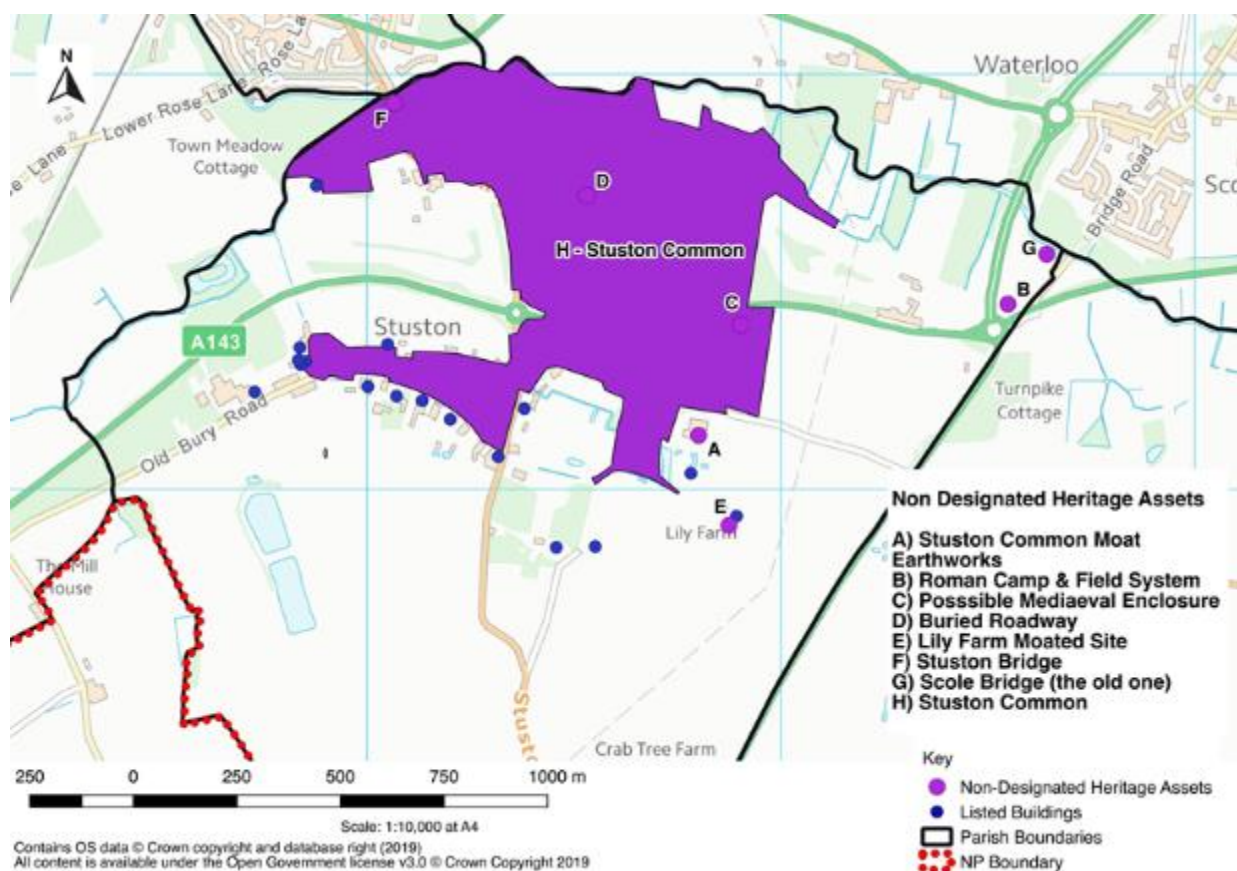 N
Lower Rose Lane
Rose La
se Lane
Town Meadow
Cottage
F
D
H - Stuston Common
C
Waterloo
Bridge Road
Sco
G
B
A143
Stuston
Old Bury Road
Turnpike
Cottage
A
E
Lily Farm
The Mill
House
Stusto
Crab Tree Farm
Non Designated Heritage Assets
A) Stuston Common Moat
Earthworks
B) Roman Camp & Field System
C) Posssible Mediaeval Enclosure
D) Buried Roadway
E) Lily Farm Moated Site
F) Stuston Bridge
G) Scole Bridge (the old one)
H) Stuston Common
Key
Non-Designated Heritage Assets
Listed Buildings
Parish Boundaries
NP Boundary
250 0 250 500 750 1000 m
Scale: 1:10,000 at A4
Contains OS data © Crown copyright and database right (2019)
All content is available under the Open Government license v3.0 © Crown Copyright 2019